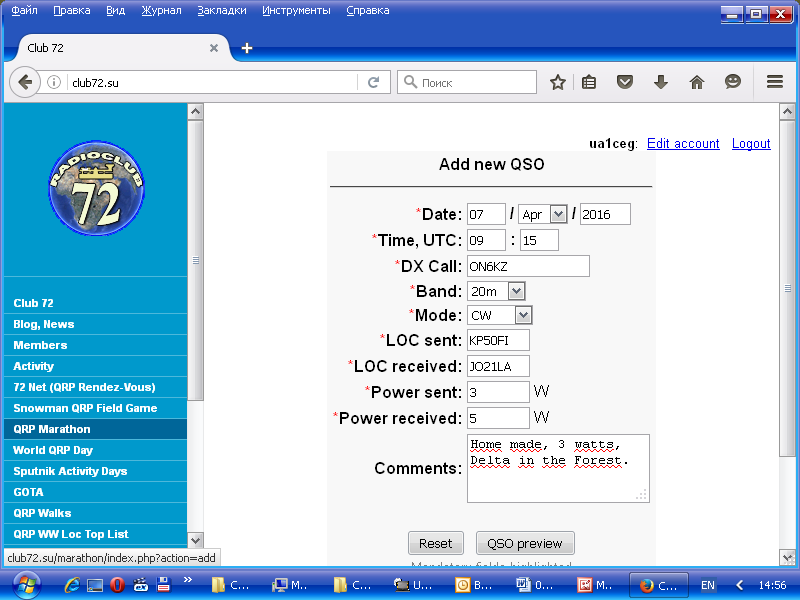 Файл Правка Вид Журнал Закладки Инструменты Справка
Club 72
club72.su
Поиск
RADIOCLUB
72
ua1ceg: Edit account Logout
Add new QSO
*Date: 07 / Apr / 2016
*Time, UTC: 09 : 15
*DX Call: ON6KZ
*Band: 20m
*Mode: CW
*LOC sent: KP50FI
*LOC received: JO21LA
*Power sent: 3 W
*Power received: 5 W
Comments: Home made, 3 watts,
Delta in the Forest.
Reset QSO preview
Mandatory fields highlighted
Club 72
Blog, News
Members
Activity
72 Net (QRP Rendez-Vous)
Snowman QRP Field Game
QRP Marathon
World QRP Day
Sputnik Activity Days
GOTA
QRP Walks
QRP WW Loc Top List
club72.su/marathon/index.php?action=add
C... M... C... U... B... 0... M... C... EN 14:56